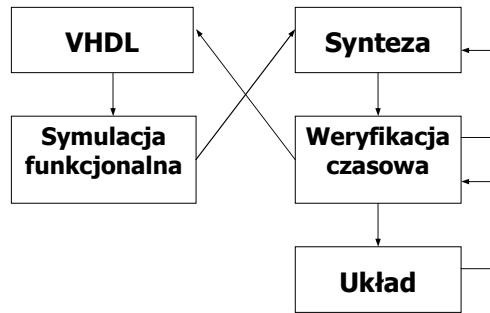 VHDL
Synteza
Symulacja
funkcjonalna
Weryfikacja
czasowa
Układ